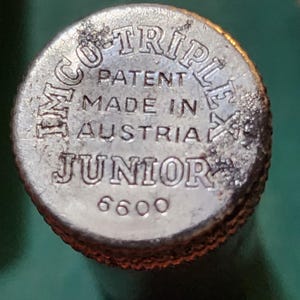 IMCO-TRIPLEX
PATENT
MADE IN
AUSTRIA
JUNIOR
6600